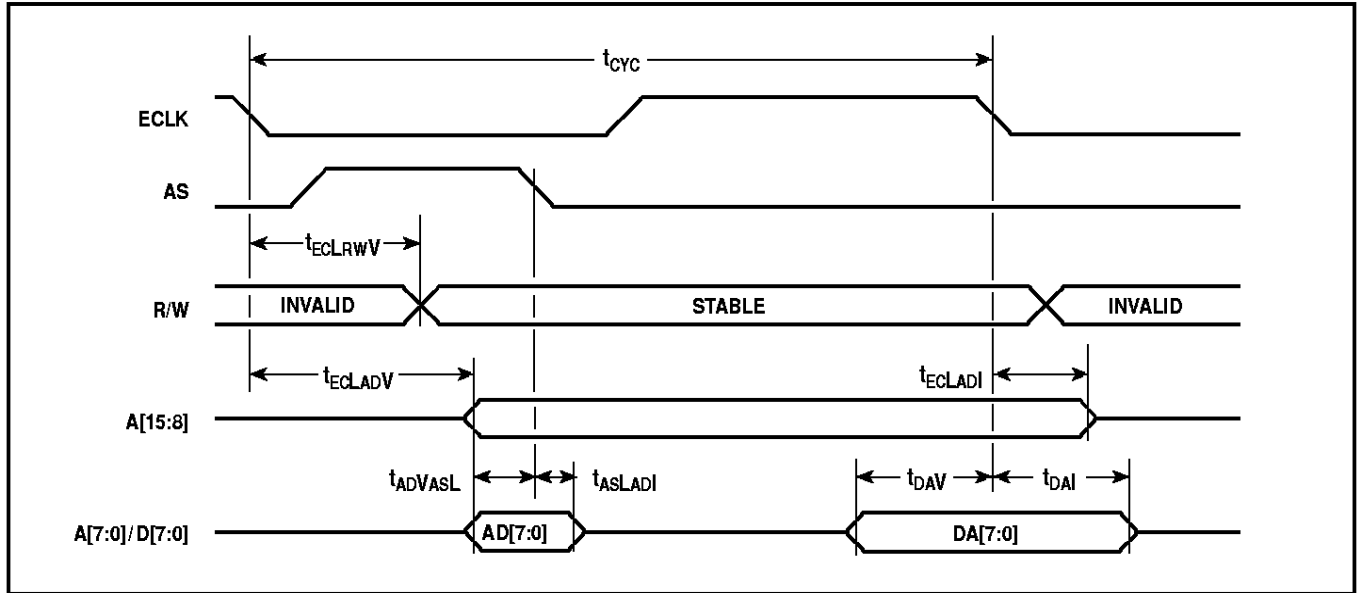 tCYC
ECLK
AS
tECLRWV
R/W INVALID STABLE INVALID
tECLADV tECLADI
A[15:8]
tADVASL tASLADI tDAV tDAI
A[7:0]/D[7:0] AD[7:0] DA[7:0]